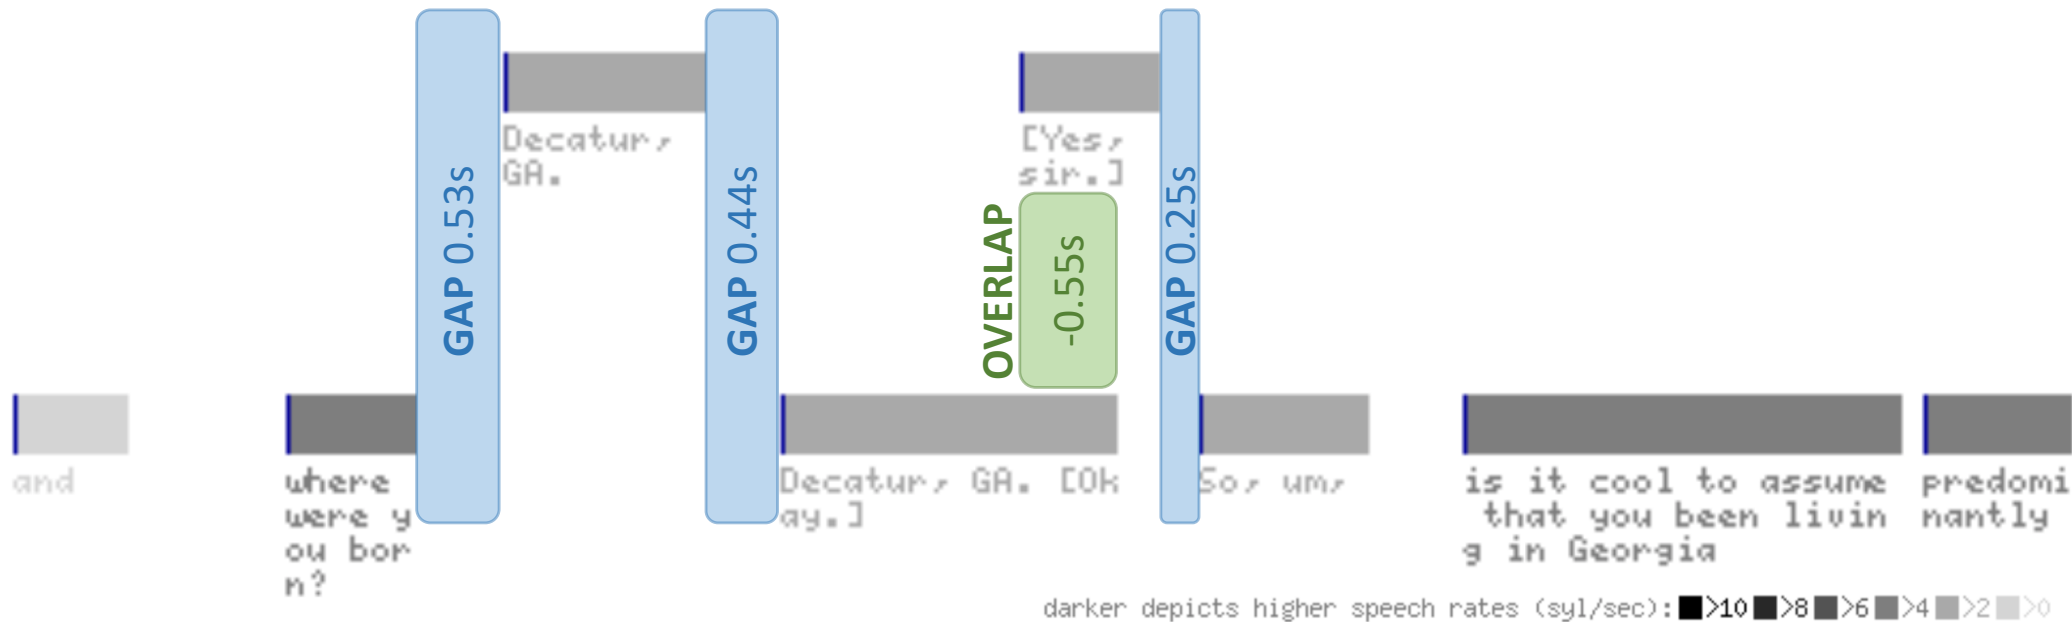 GAP 0.53s
Decatur,
GA.
GAP 0.44s
[Yes,
sir.]
OVERLAP
-0.55s
GAP 0.25s
and
where
were y
ou bor
n?
Decatur, GA. [Ok
ay.]
So, um,
is it cool to assume
that you been livin
g in Georgia
predomi
nantly
darker depicts higher speech rates (syl/sec): >10 >8 >6 >4 >2 >0